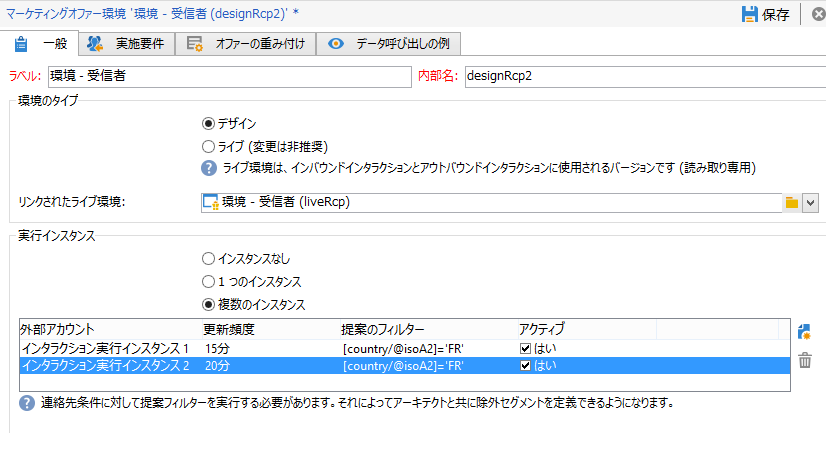 マーケティングオファー環境 '環境 - 受信者 (designRcp2)' *
保存
一般 実施要件 オファーの重み付け データ呼び出しの例
ラベル: 環境 - 受信者 内部名: designRcp2
環境のタイプ
デザイン
ライブ (変更は非推奨)
ライブ環境は、インバウンドインタラクションとアウトバウンドインタラクションに使用されるバージョンです (読み取り専用)
リンクされたライブ環境: 環境 - 受信者 (liveRcp)
実行インスタンス
インスタンスなし
1 つのインスタンス
複数のインスタンス
外部アカウント 更新頻度 提案のフィルター アクティブ
インタラクション実行インスタンス 1 15分 [country/@isoA2]='FR' はい
インタラクション実行インスタンス 2 20分 [country/@isoA2]='FR' はい
連絡先条件に対して提案フィルターを実行する必要があります。それによってアーキテクトと共に除外セグメントを定義できるようになります。